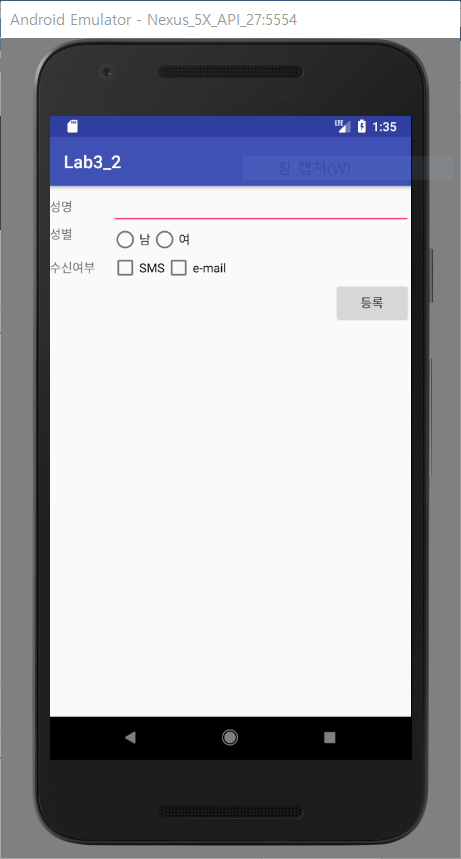 Android Emulator - Nexus_5X_API_27:5554
LTE 1:35
Lab3_2
장 캡처(W)
성명
성별 남 여
수신여부 SMS e-mail
등록